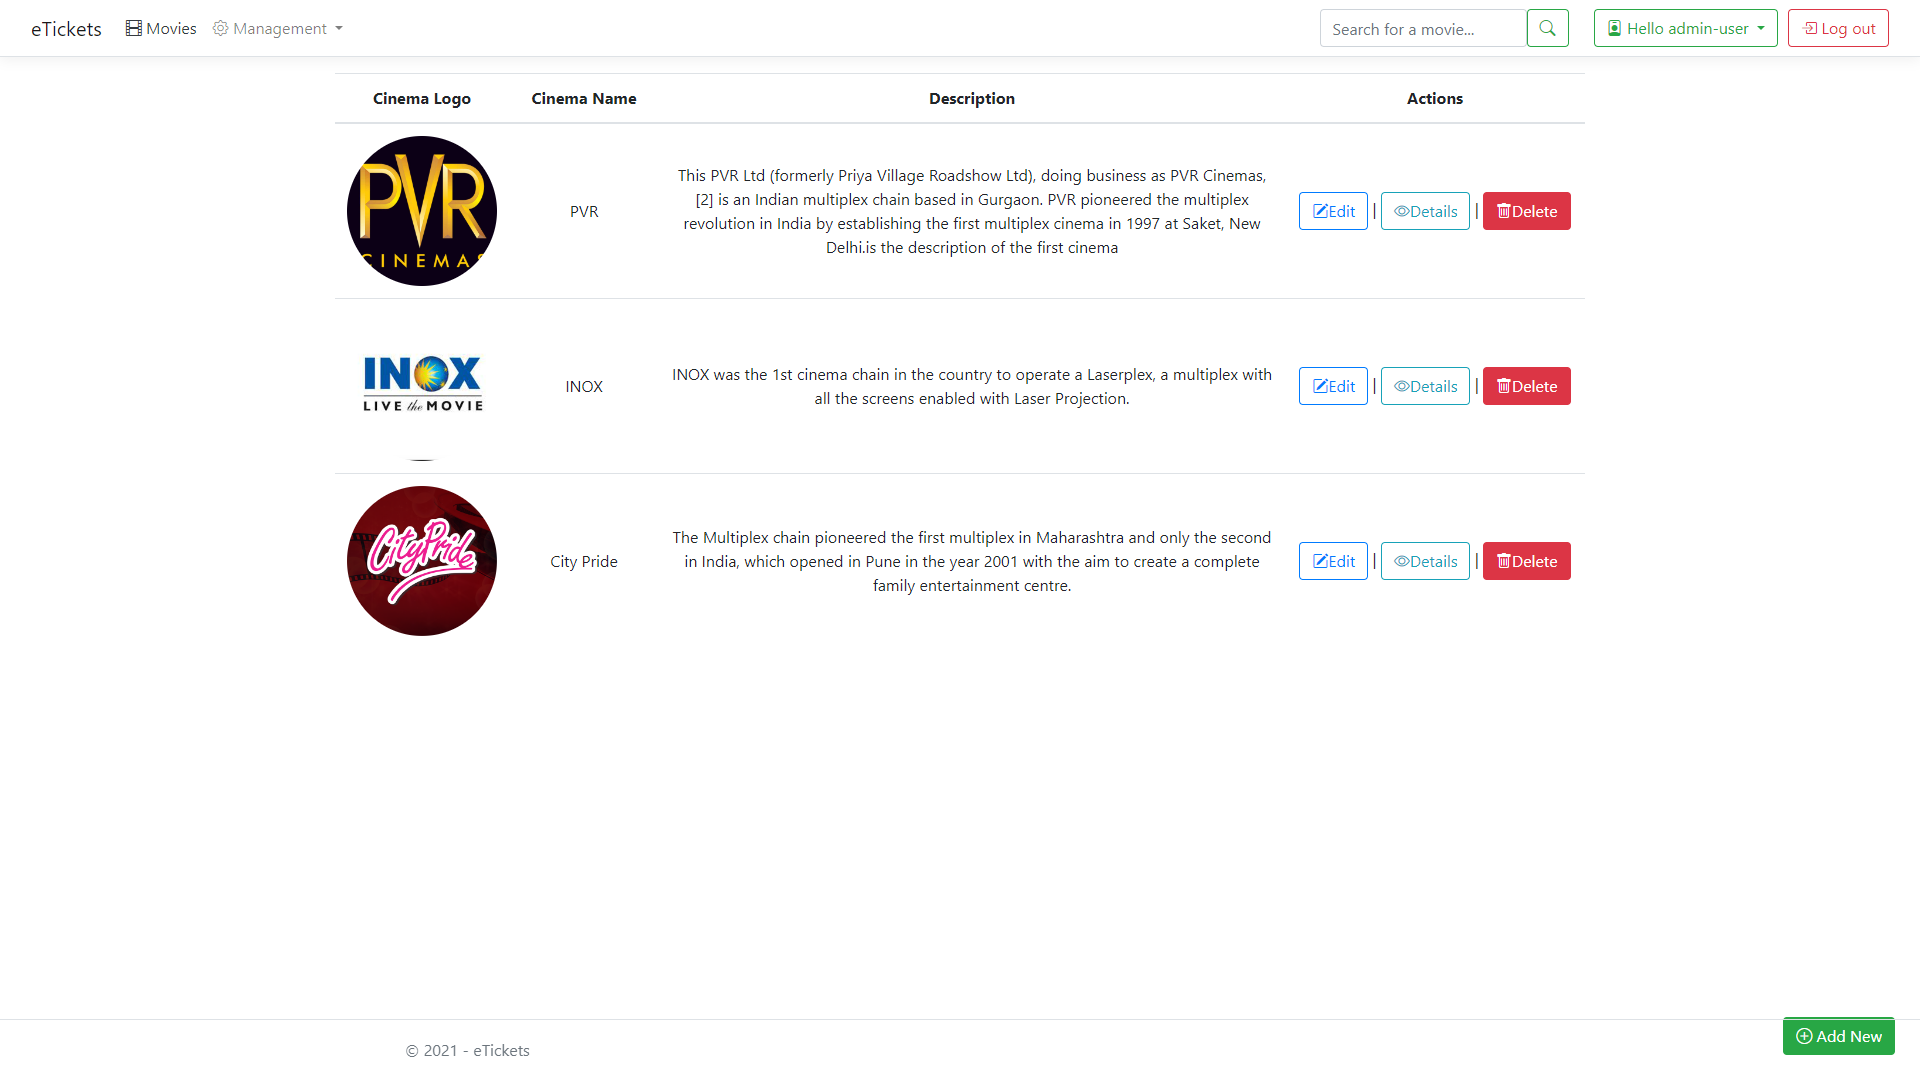 eTickets
Movies
Management
Search for a movie...
Hello admin-user
Log out
Cinema Logo
Cinema Name
Description
Actions
PVR
CINEMAS
PVR
This PVR Ltd (formerly Priya Village Roadshow Ltd), doing business as PVR Cinemas,
[2] is an Indian multiplex chain based in Gurgaon. PVR pioneered the multiplex
revolution in India by establishing the first multiplex cinema in 1997 at Saket, New
Delhi.is the description of the first cinema
Edit | Details | Delete
INOX
LIVE the MOVIE
INOX
INOX was the 1st cinema chain in the country to operate a Laserplex, a multiplex with
all the screens enabled with Laser Projection.
Edit | Details | Delete
CityPride
City Pride
The Multiplex chain pioneered the first multiplex in Maharashtra and only the second
in India, which opened in Pune in the year 2001 with the aim to create a complete
family entertainment centre.
Edit | Details | Delete
© 2021 - eTickets
Add New